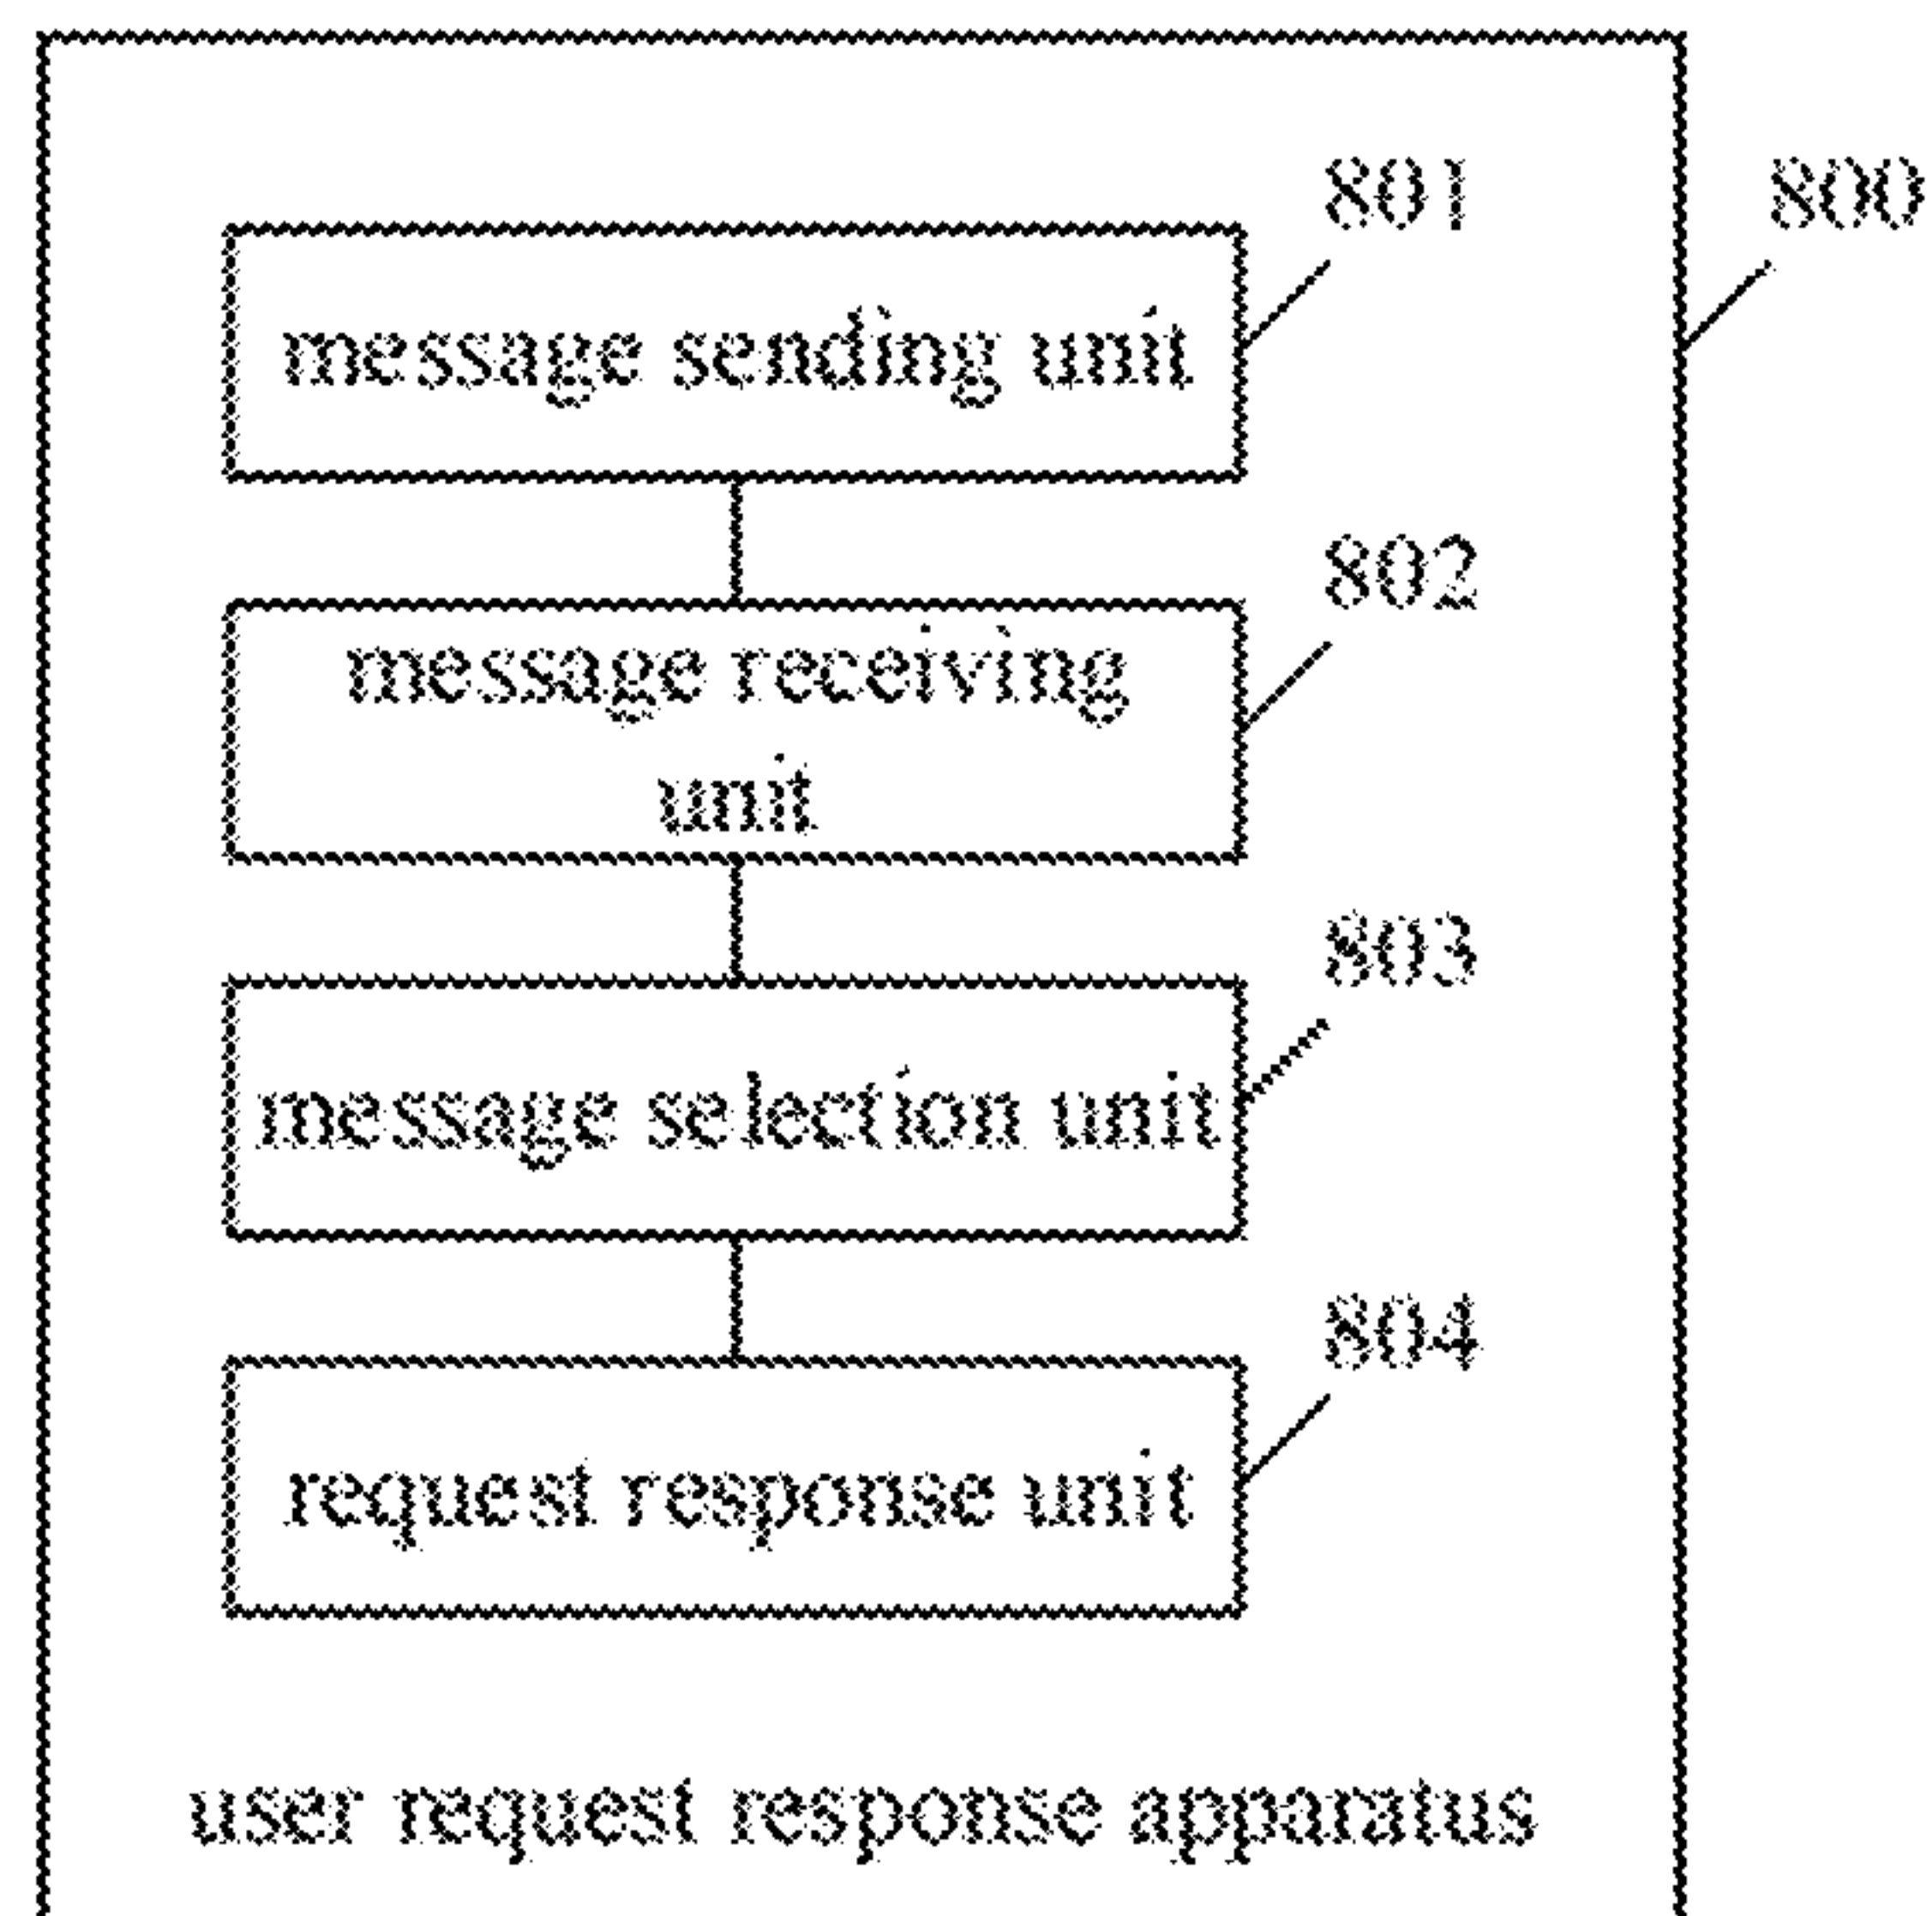 801
800
message sending unit
802
message receiving
unit
803
message selection unit
804
request response unit
user request response apparatus